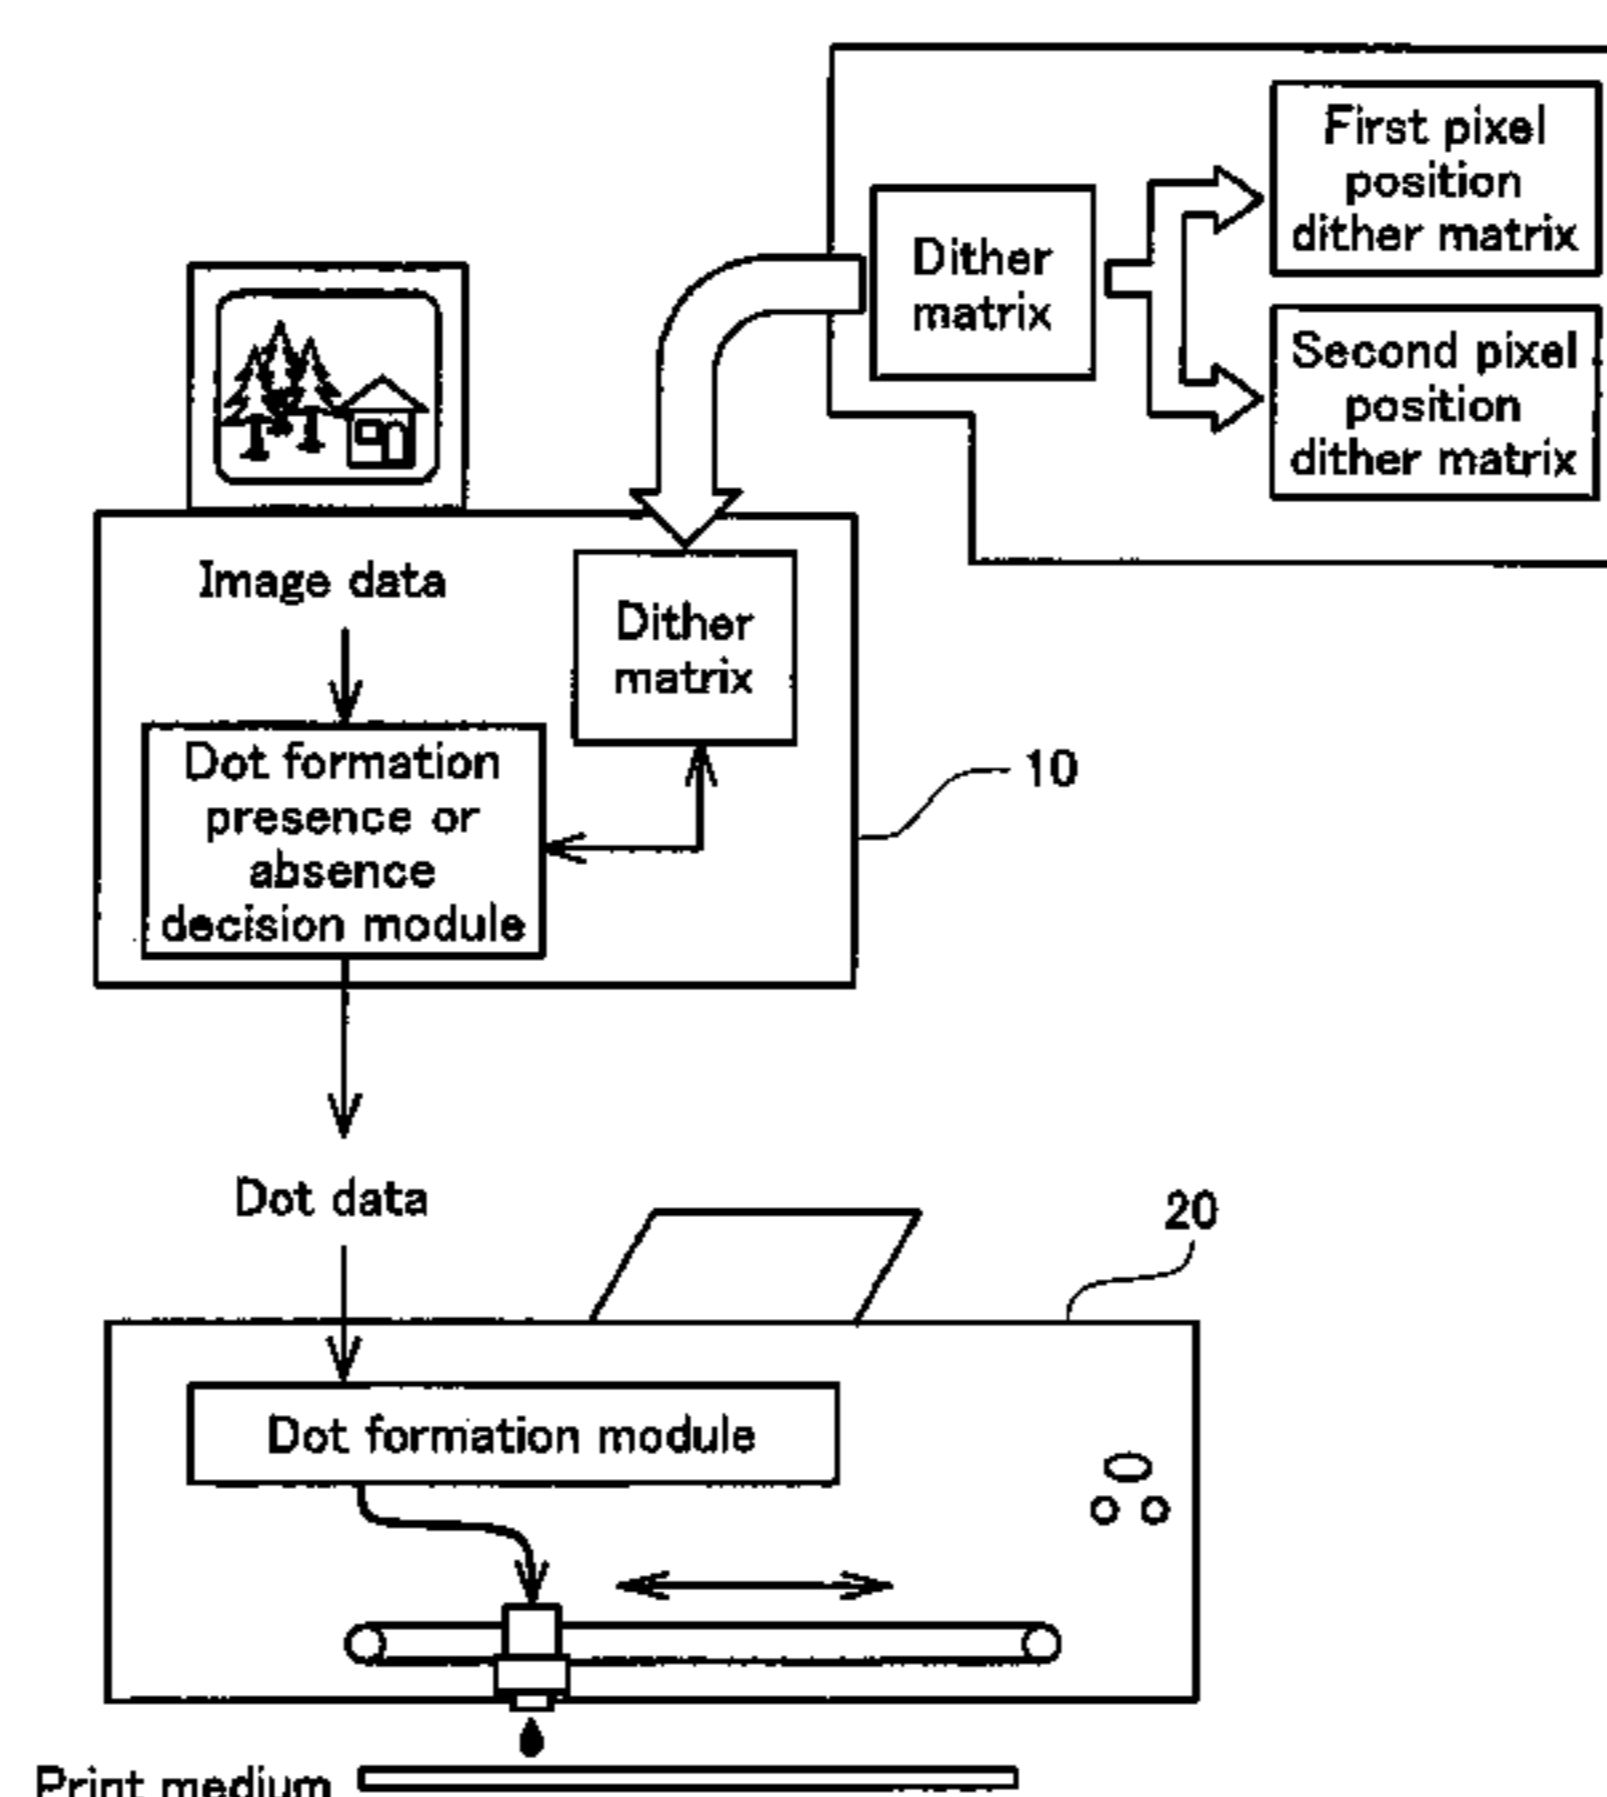 First pixel
position
dither matrix
Dither
matrix
Second pixel
position
dither matrix
Image data
Dither
matrix
Dot formation
presence or
absence
decision module
10
Dot data
20
Dot formation module
Print medium